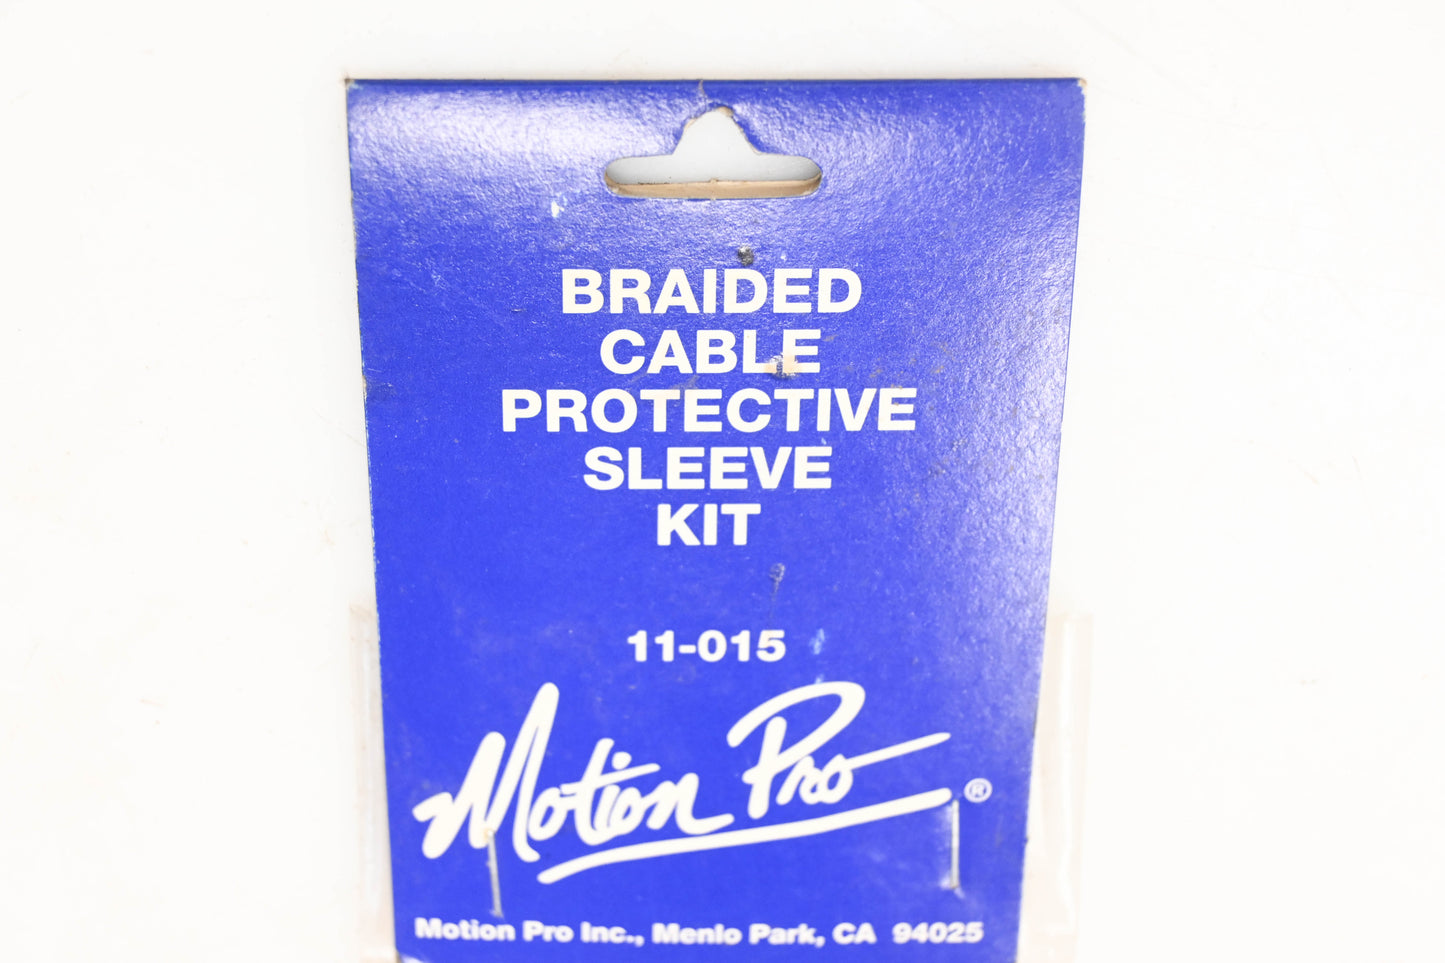 BRAIDED
CABLE
PROTECTIVE
SLEEVE
KIT
11-015
Motion Pro ®
Motion Pro Inc., Menlo Park, CA 94025